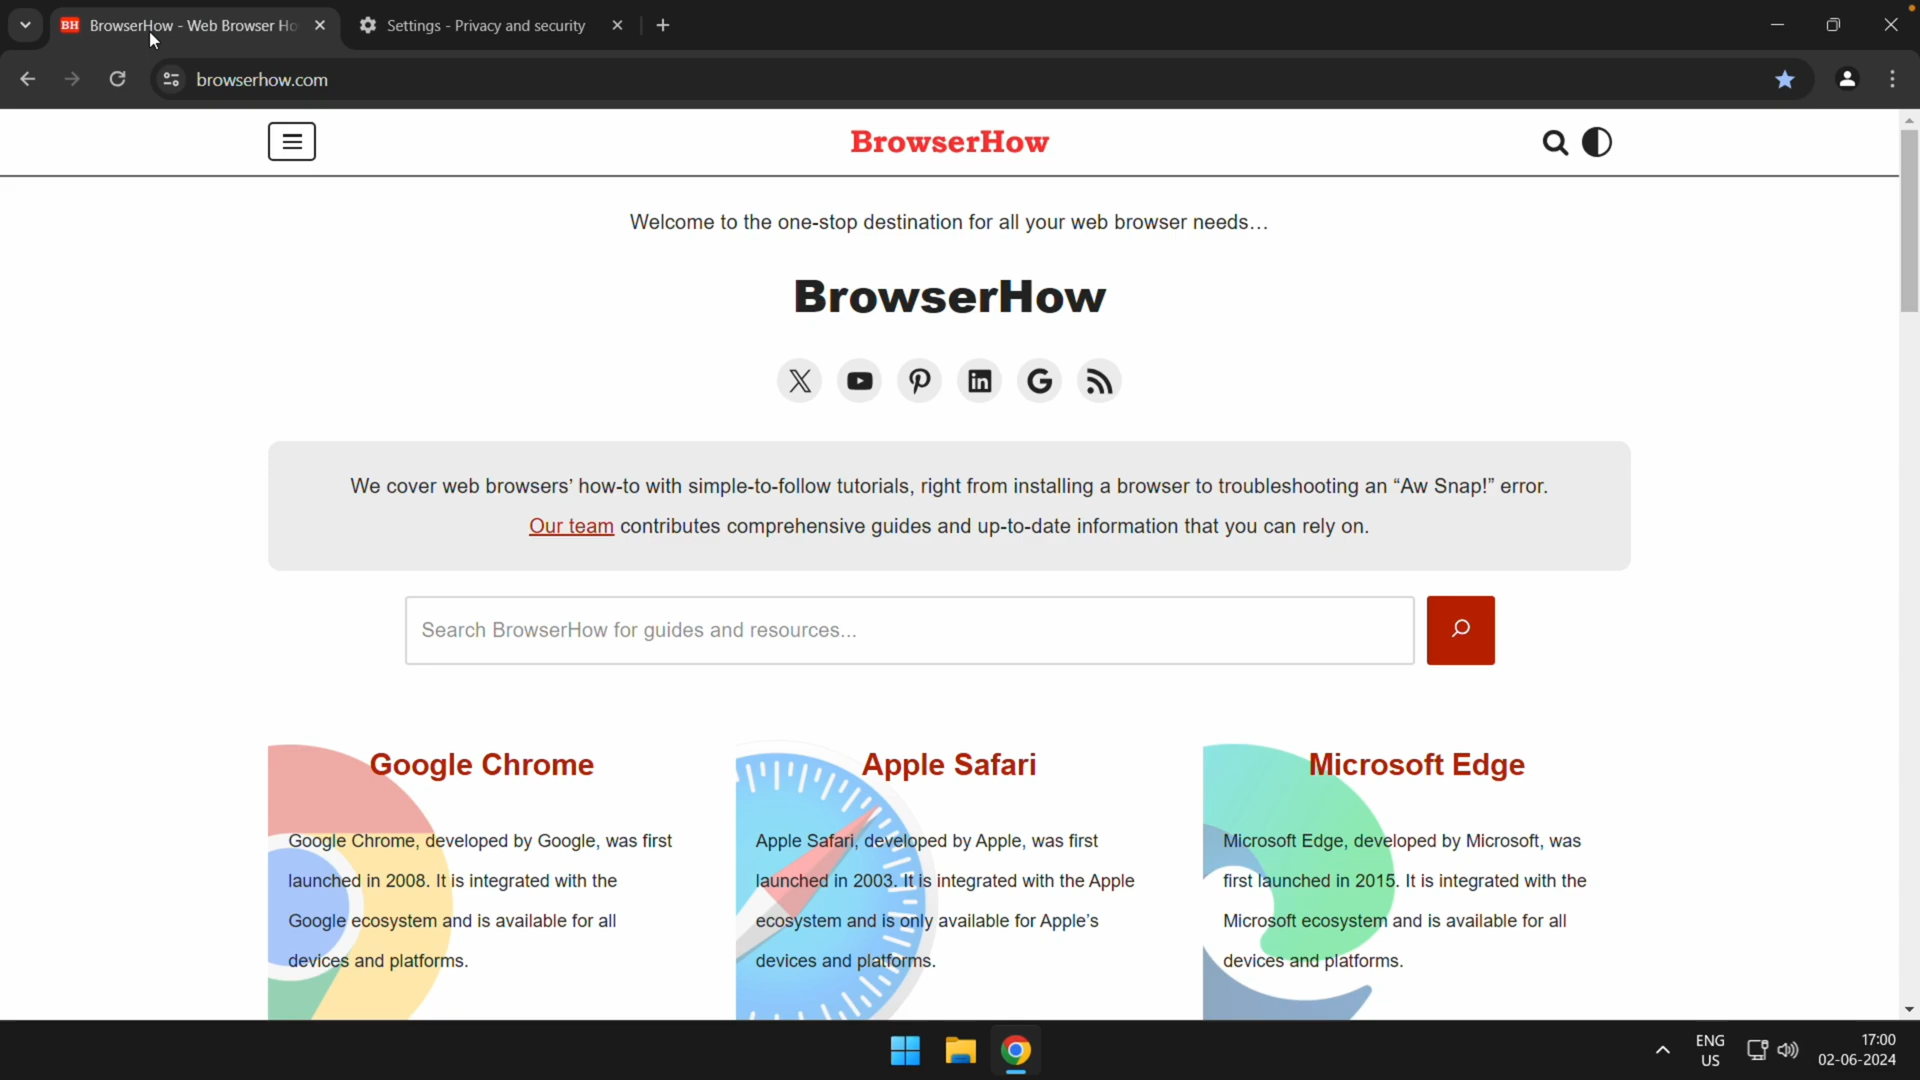 BH BrowserHow - Web Browser Ho
Settings - Privacy and security
browserhow.com
BrowserHow
Welcome to the one-stop destination for all your web browser needs…
BrowserHow
We cover web browsers’ how-to with simple-to-follow tutorials, right from installing a browser to troubleshooting an “Aw Snap!” error.
Our team contributes comprehensive guides and up-to-date information that you can rely on.
Search BrowserHow for guides and resources...
Google Chrome
Google Chrome, developed by Google, was first
launched in 2008. It is integrated with the
Google ecosystem and is available for all
devices and platforms.
Apple Safari
Apple Safari, developed by Apple, was first
launched in 2003. It is integrated with the Apple
ecosystem and is only available for Apple’s
devices and platforms.
Microsoft Edge
Microsoft Edge, developed by Microsoft, was
first launched in 2015. It is integrated with the
Microsoft ecosystem and is available for all
devices and platforms.
ENG
US
17:00
02-06-2024